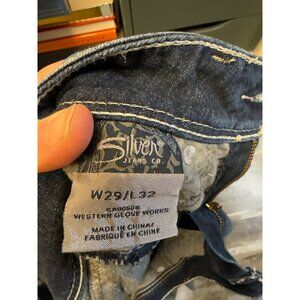 Silver
JEANS CO.
W29/L32
CA00508
WESTERN GLOVE WORKS
MADE IN CHINA/
FABRIQUÉ EN CHINE